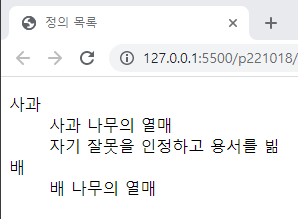 정의 목록
127.0.0.1:5500/p221018/
사과
사과 나무의 열매
자기 잘못을 인정하고 용서를 빎
배
배 나무의 열매